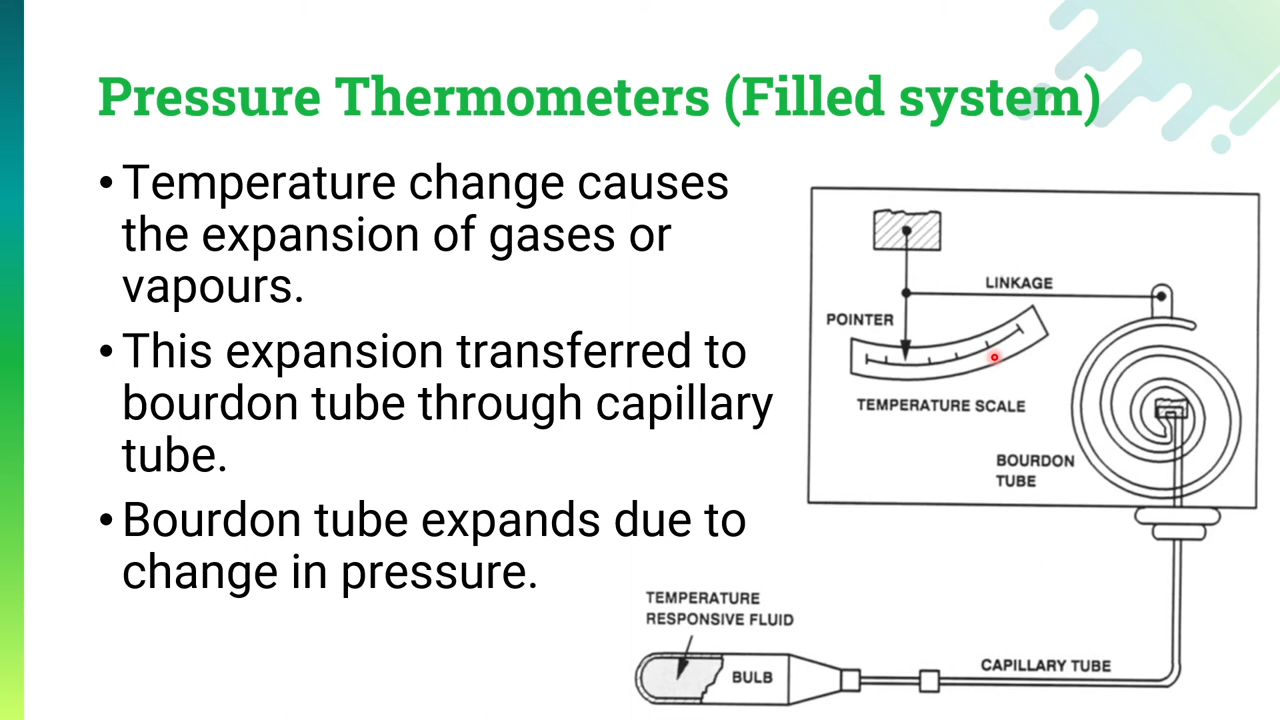 Pressure Thermometers (Filled system)
• Temperature change causes
the expansion of gases or
vapours.
• This expansion transferred to
bourdon tube through capillary
tube.
• Bourdon tube expands due to
change in pressure.
LINKAGE
POINTER
TEMPERATURE SCALE
BOURDON
TUBE
TEMPERATURE
RESPONSIVE FLUID
BULB
CAPILLARY TUBE